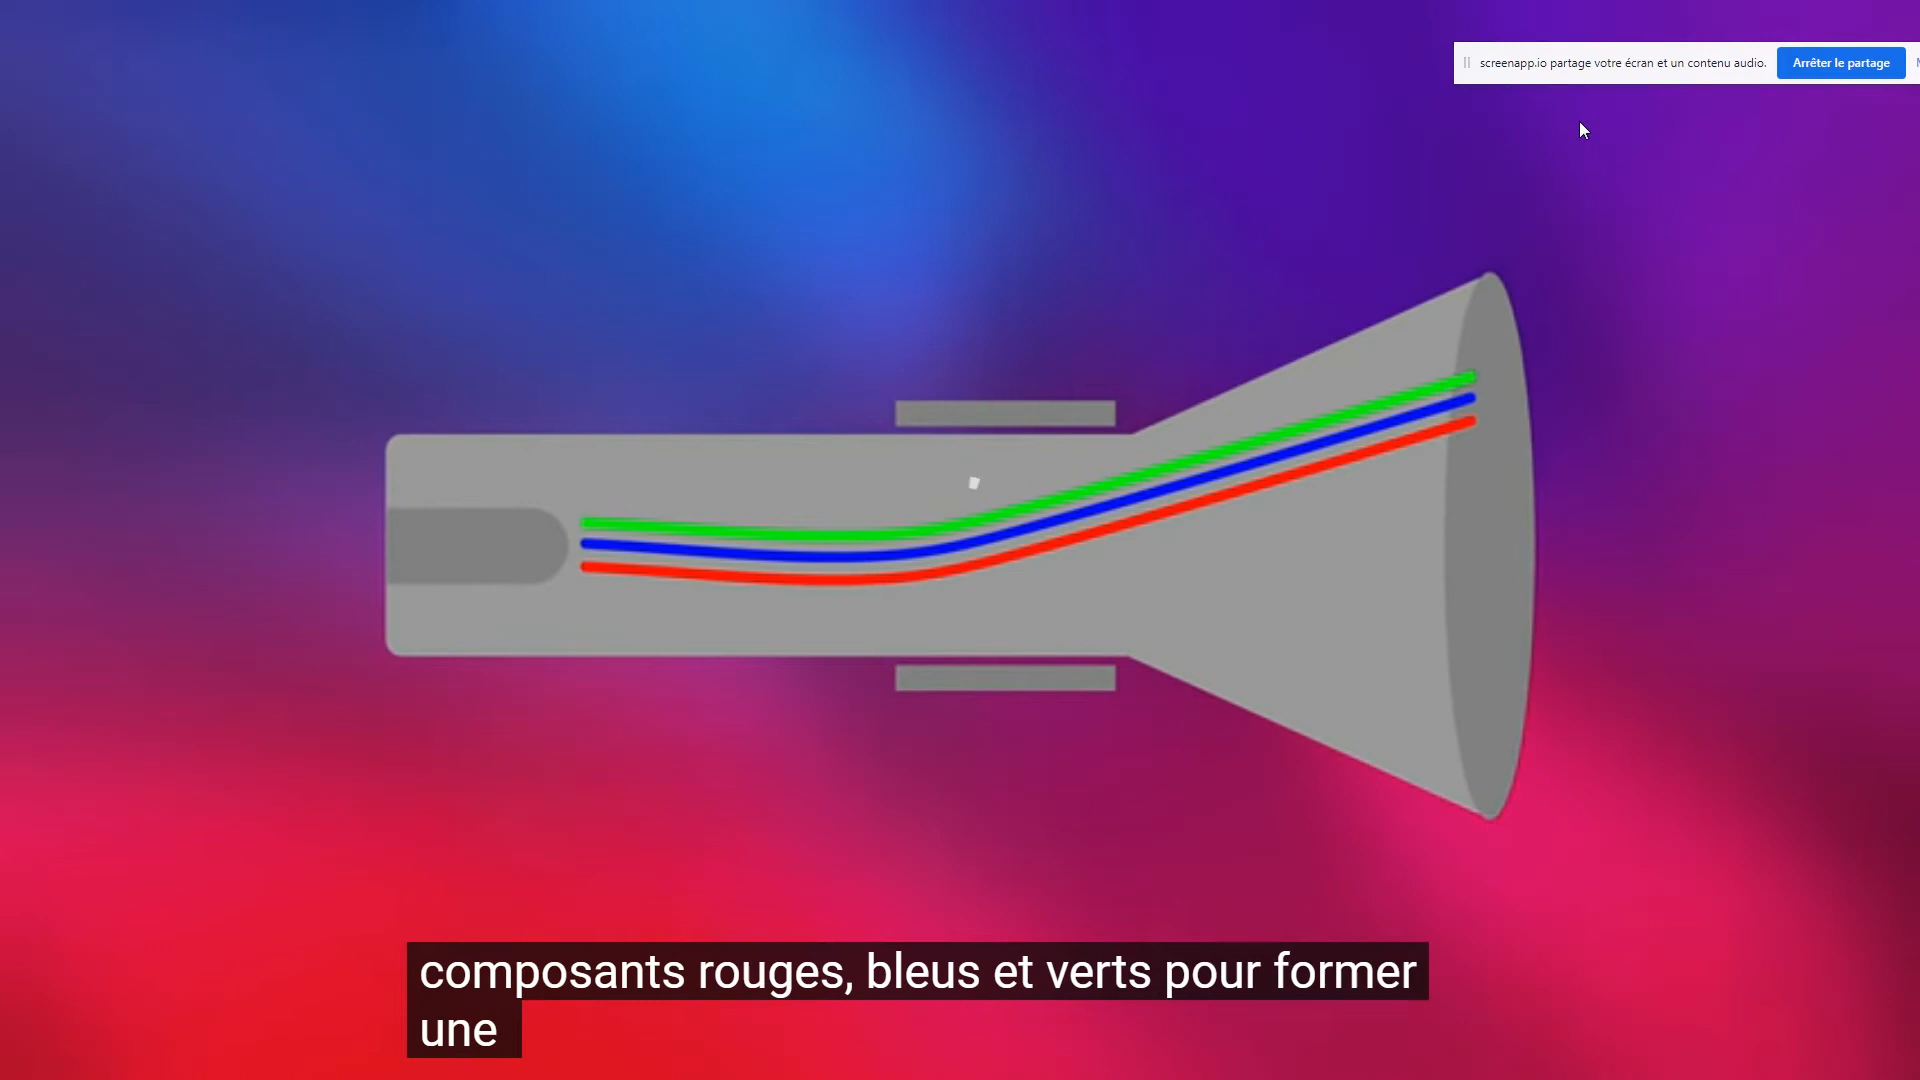 screenapp.io partage votre écran et un contenu audio.
Arrêter le partage
composants rouges, bleus et verts pour former
une